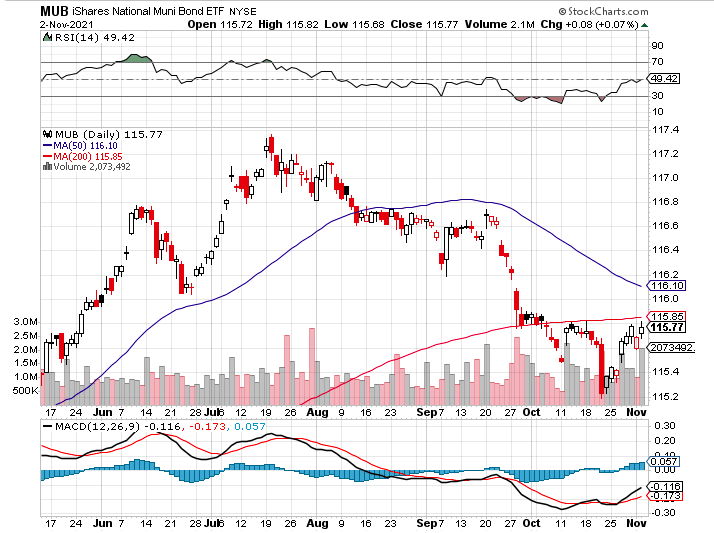 MUB iShares National Muni Bond ETF NYSE
© StockCharts.com
2-Nov-2021
Open 115.72 High 115.82 Low 115.68 Close 115.77 Volume 2.1M Chg +0.08 (+0.07%)
RSI(14) 49.42
90
70
49.42
30
10
MUB (Daily) 115.77
MA(50) 116.10
MA(200) 115.85
Volume 2,073,492
117.4
117.2
117.0
116.8
116.6
116.4
116.2
116.10
116.0
115.85
115.77
2073492
115.4
115.2
3.0M
2.5M
2.0M
1.5M
1.0M
500K
17 24 Jun 7 14 21 28 Jul 6 12 19 26 Aug 9 16 23 Sep 7 13 20 27 Oct 11 18 25 Nov
MACD(12,26,9) -0.116, -0.173, 0.057
0.30
0.20
0.057
0.00
-0.116
-0.173
-0.30
17 24 Jun 7 14 21 28 Jul 6 12 19 26 Aug 9 16 23 Sep 7 13 20 27 Oct 11 18 25 Nov